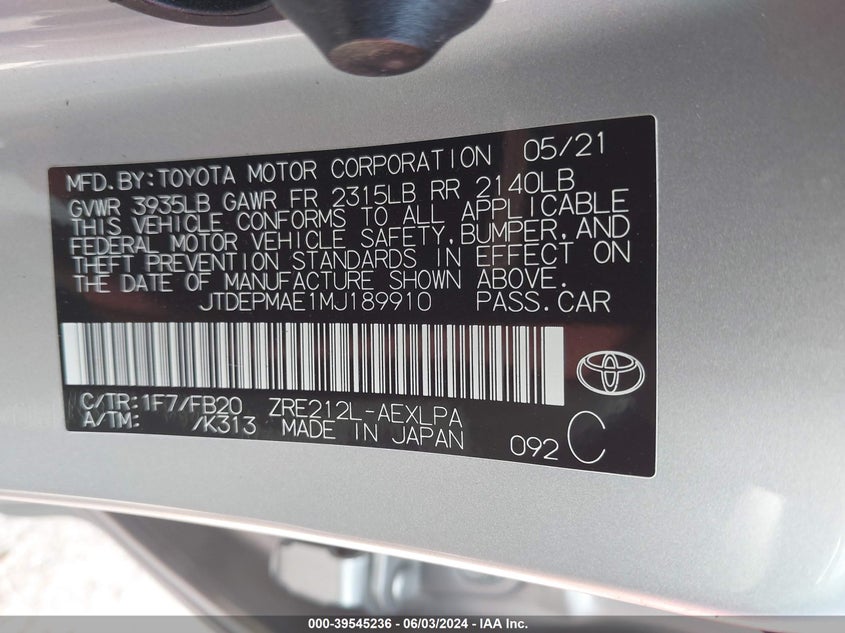 MFD.BY:TOYOTA MOTOR CORPORATION 05/21
GVWR 3935LB GAWR FR 2315LB RR 2140LB
THIS VEHICLE CONFORMS TO ALL APPLICABLE
FEDERAL MOTOR VEHICLE SAFETY,BUMPER,AND
THEFT PREVENTION STANDARDS IN EFFECT ON
THE DATE OF MANUFACTURE SHOWN ABOVE.
JTDEPMAE1MJ189910 PASS.CAR
C/TR:1F7/FB20 ZRE212L-AEXLPA
A/TM: /K313 MADE IN JAPAN 092 C
000-39545236 - 06/03/2024 - IAA Inc.